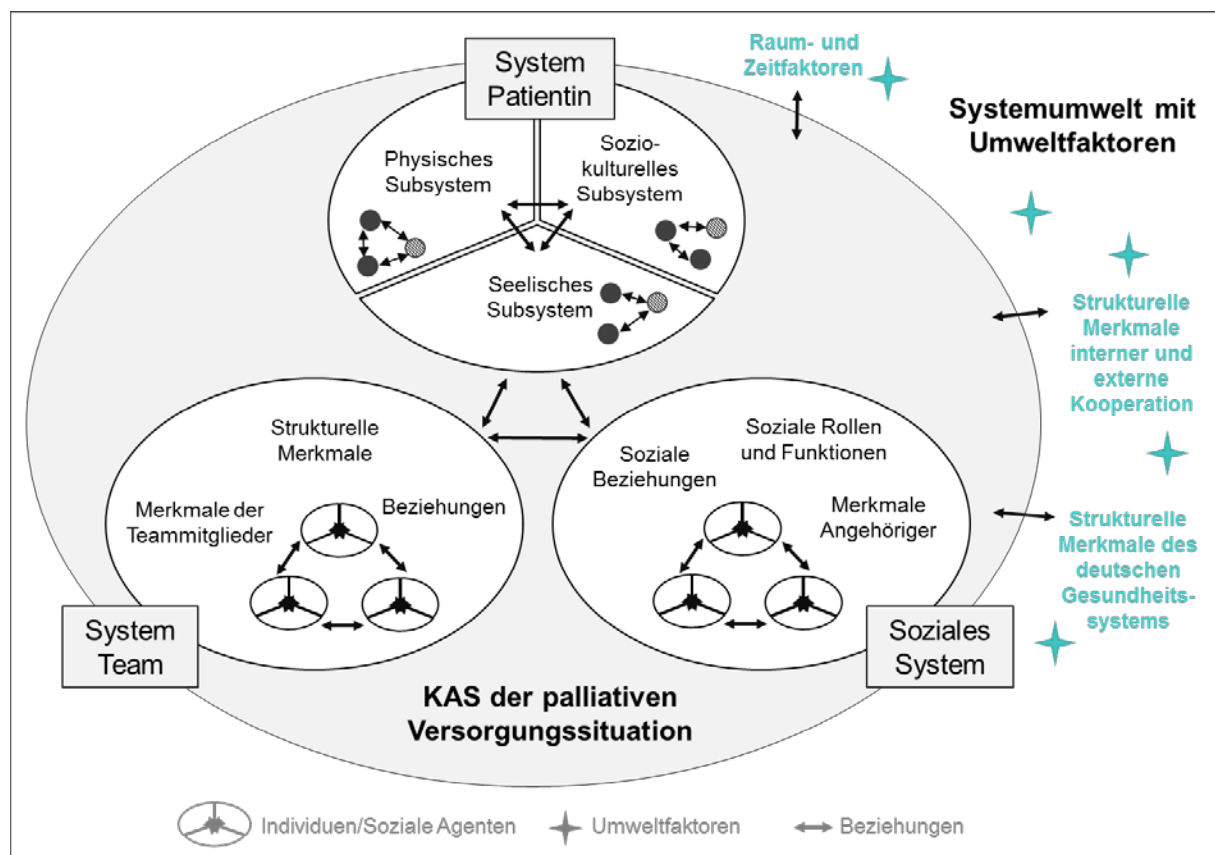 System
Patientin
Raum- und
Zeitfaktoren
Systemumwelt mit
Umweltfaktoren
Physisches
Subsystem
Sozio-
kulturelles
Subsystem
Seelisches
Subsystem
Strukturelle
Merkmale
interner und
externe
Kooperation
Strukturelle
Merkmale
Merkmale der
Teammitglieder
Beziehungen
Soziale
Beziehungen
Soziale Rollen
und Funktionen
Merkmale
Angehöriger
Strukturelle
Merkmale des
deutschen
Gesundheits-
systems
System
Team
Soziales
System
KAS der palliativen
Versorgungssituation
Individuen/Soziale Agenten
Umweltfaktoren
Beziehungen